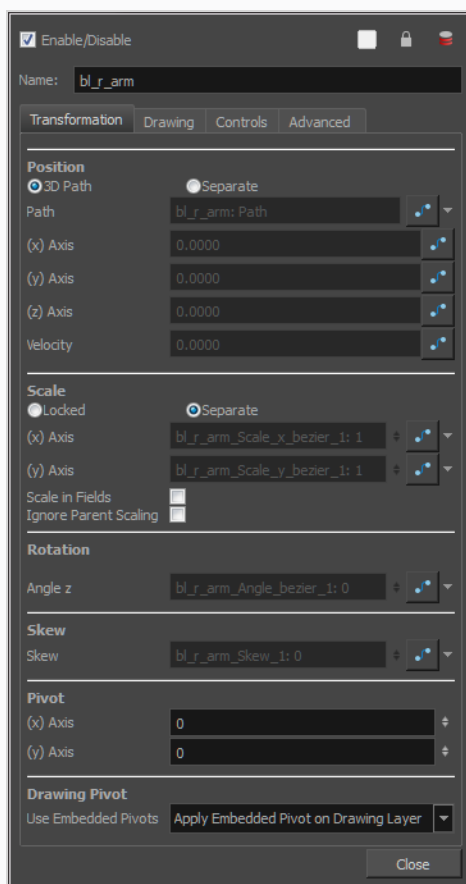 Enable/Disable
Name: bl_r_arm
Transformation Drawing Controls Advanced
Position
3D Path Separate
Path bl_r_arm: Path
(x) Axis 0.0000
(y) Axis 0.0000
(z) Axis 0.0000
Velocity 0.0000
Scale
Locked Separate
(x) Axis bl_r_arm_Scale_x_bezier_1: 1
(y) Axis bl_r_arm_Scale_y_bezier_1: 1
Scale in Fields
Ignore Parent Scaling
Rotation
Angle z bl_r_arm_Angle_bezier_1: 0
Skew
Skew bl_r_arm_Skew_1: 0
Pivot
(x) Axis 0
(y) Axis 0
Drawing Pivot
Use Embedded Pivots Apply Embedded Pivot on Drawing Layer
Close